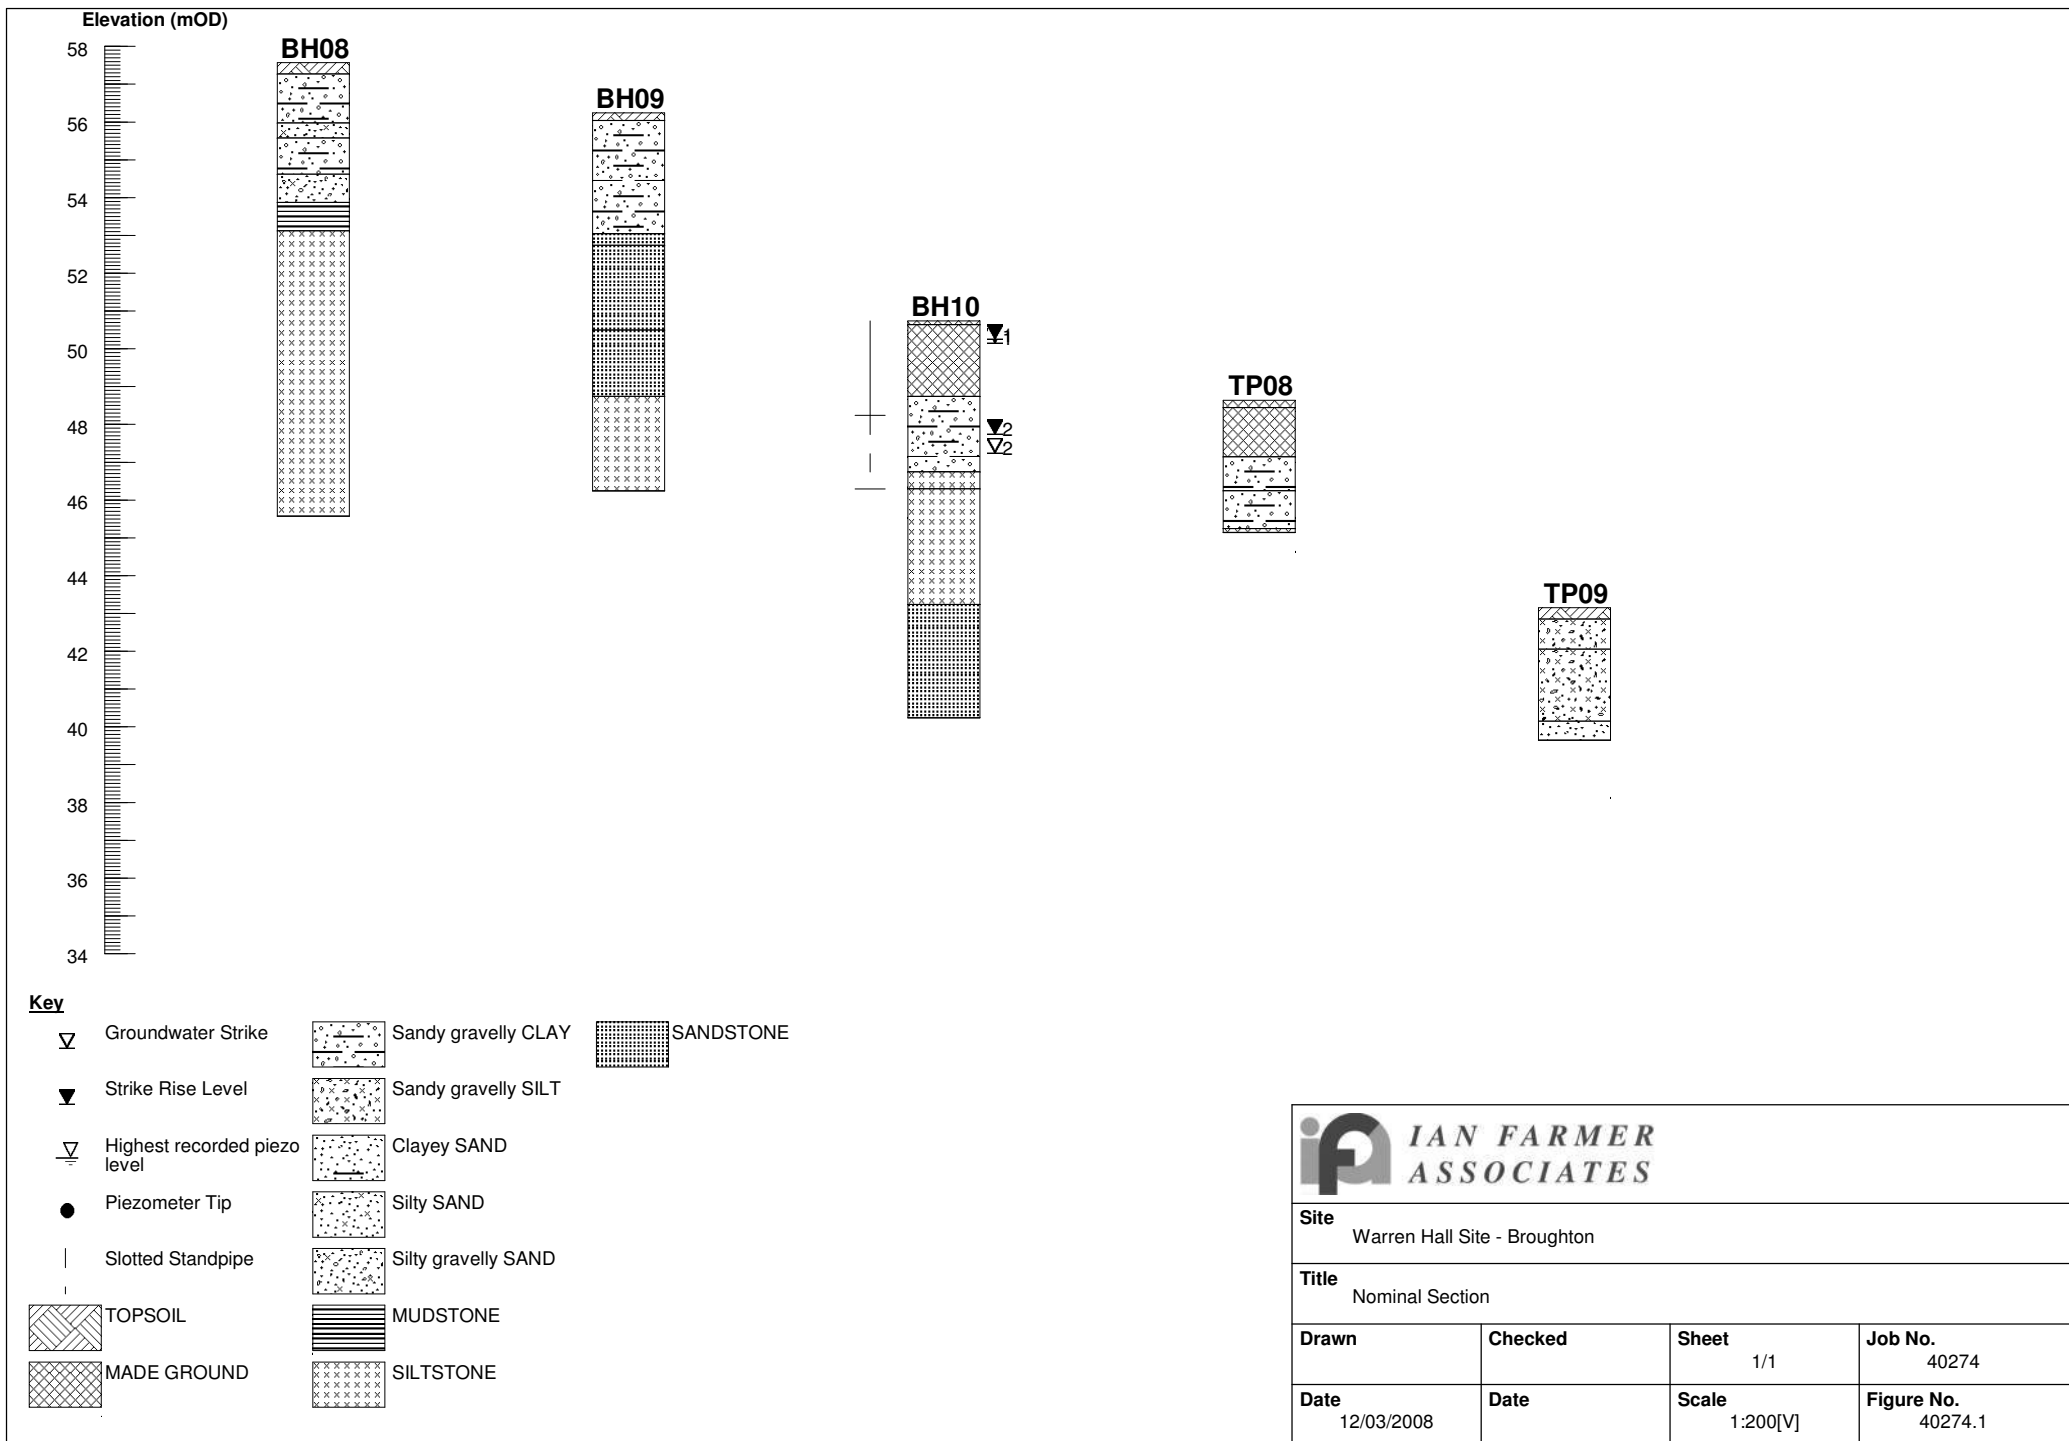 Elevation (mOD)
58
56
54
52
50
48
46
44
42
40
38
36
34
BH08
BH09
BH10
1
2
2
TP08
TP09
Key
Groundwater Strike
Strike Rise Level
Highest recorded piezo
level
Piezometer Tip
Slotted Standpipe
TOPSOIL
MADE GROUND
Sandy gravelly CLAY
Sandy gravelly SILT
Clayey SAND
Silty SAND
Silty gravelly SAND
MUDSTONE
SILTSTONE
SANDSTONE
ifa
IAN FARMER
ASSOCIATES
Site
Warren Hall Site - Broughton
Title
Nominal Section
Drawn
Checked
Sheet
1/1
Job No.
40274
Date
12/03/2008
Date
Scale
1:200[V]
Figure No.
40274.1